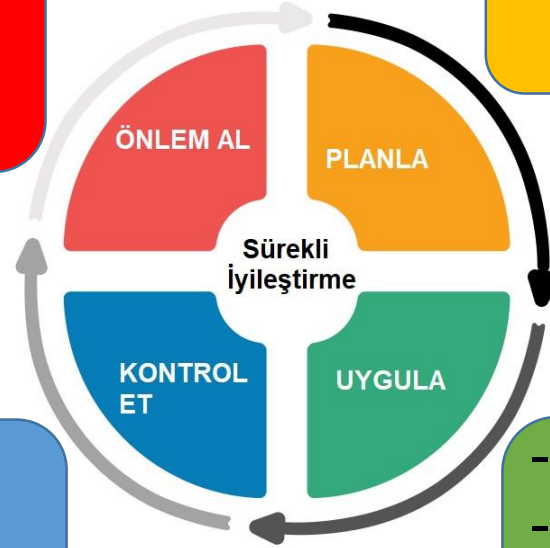 ÖNLEM AL
PLANLA
Sürekli
İyileştirme
KONTROL
ET
UYGULA
-
-